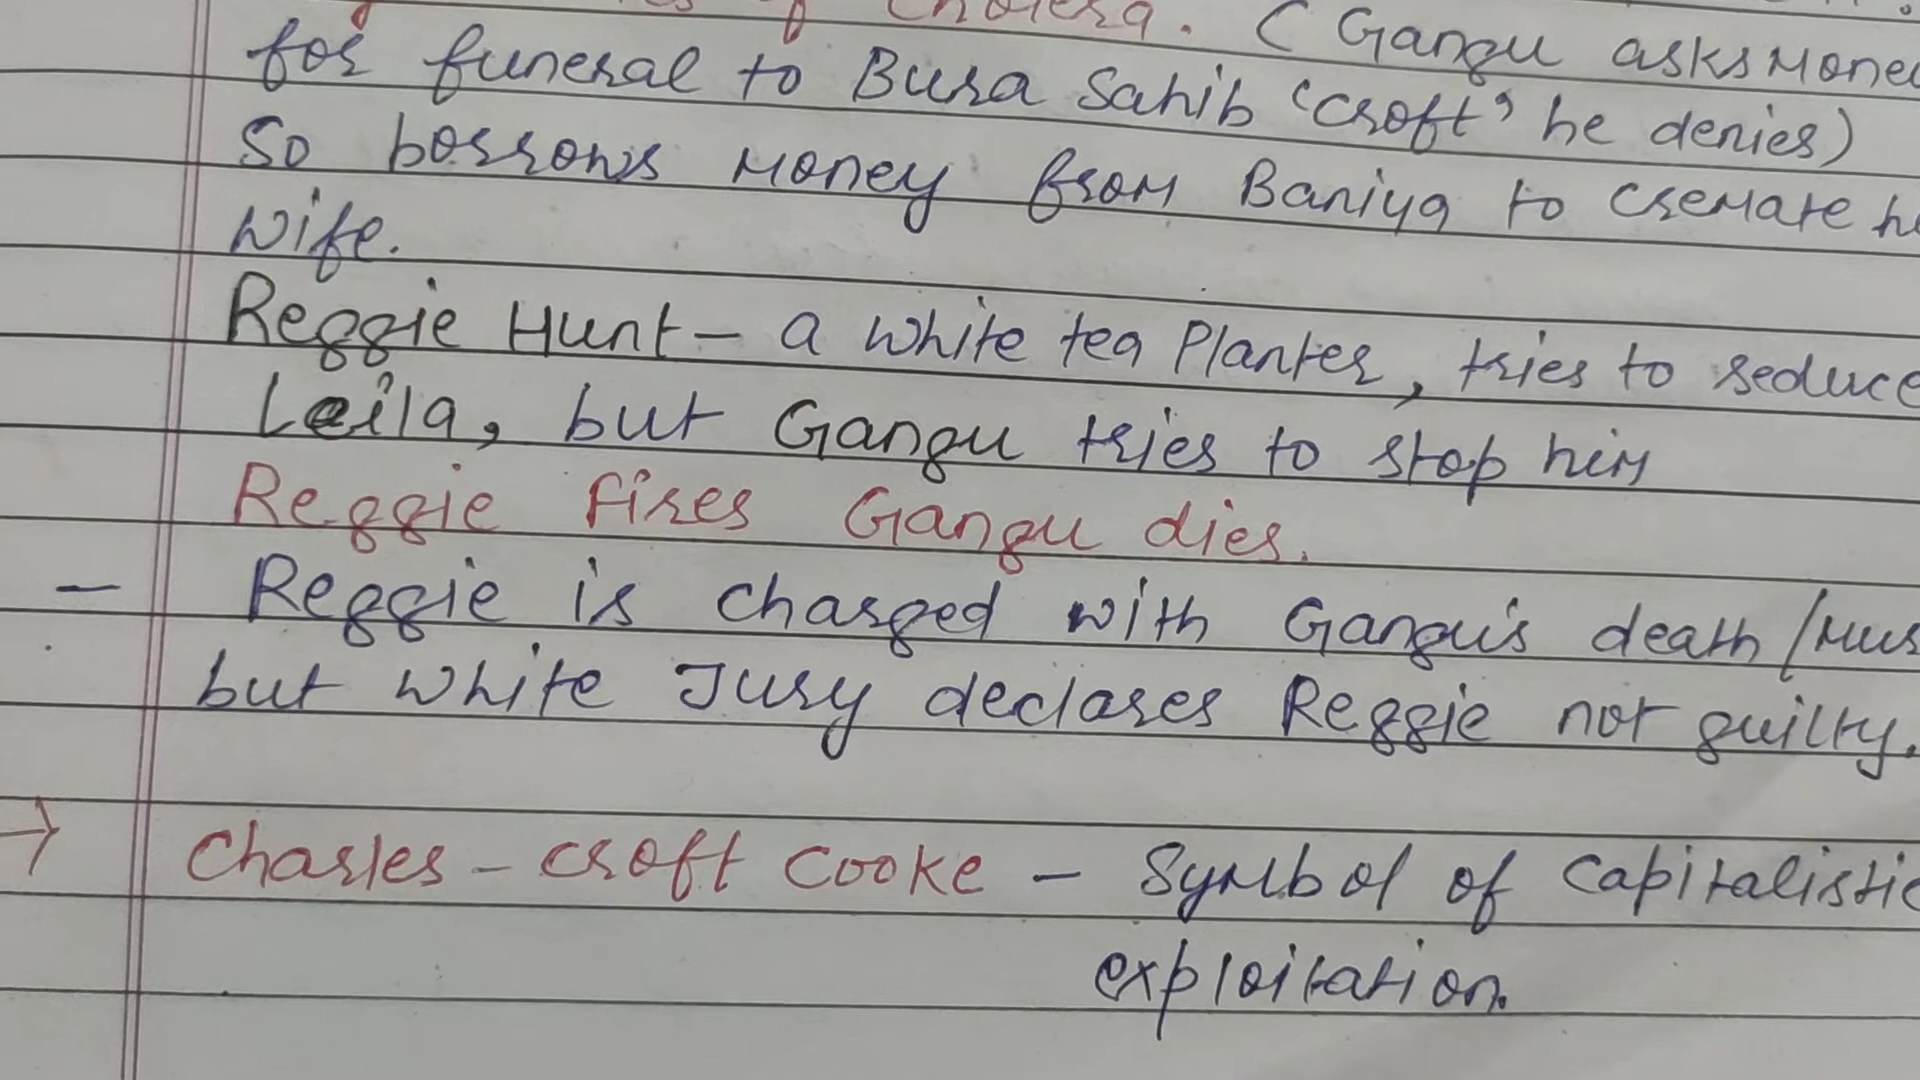 of Cholera. (Gangu asks Mone
for funeral to Bura Sahib 'Croft' he denies)
So borrows Money from Baniya to cremate h
Wife.
Reggie Hunt - a White tea Planter, tries to seduce
Leila, but Gangu tries to stop him
Reggie fires Gangu dies.
- Reggie is charged with Gangu's death/Mur
but White Jury declares Reggie not guilty.
→ Charles - Croft Cooke - Symbol of Capitalistic
exploitation.